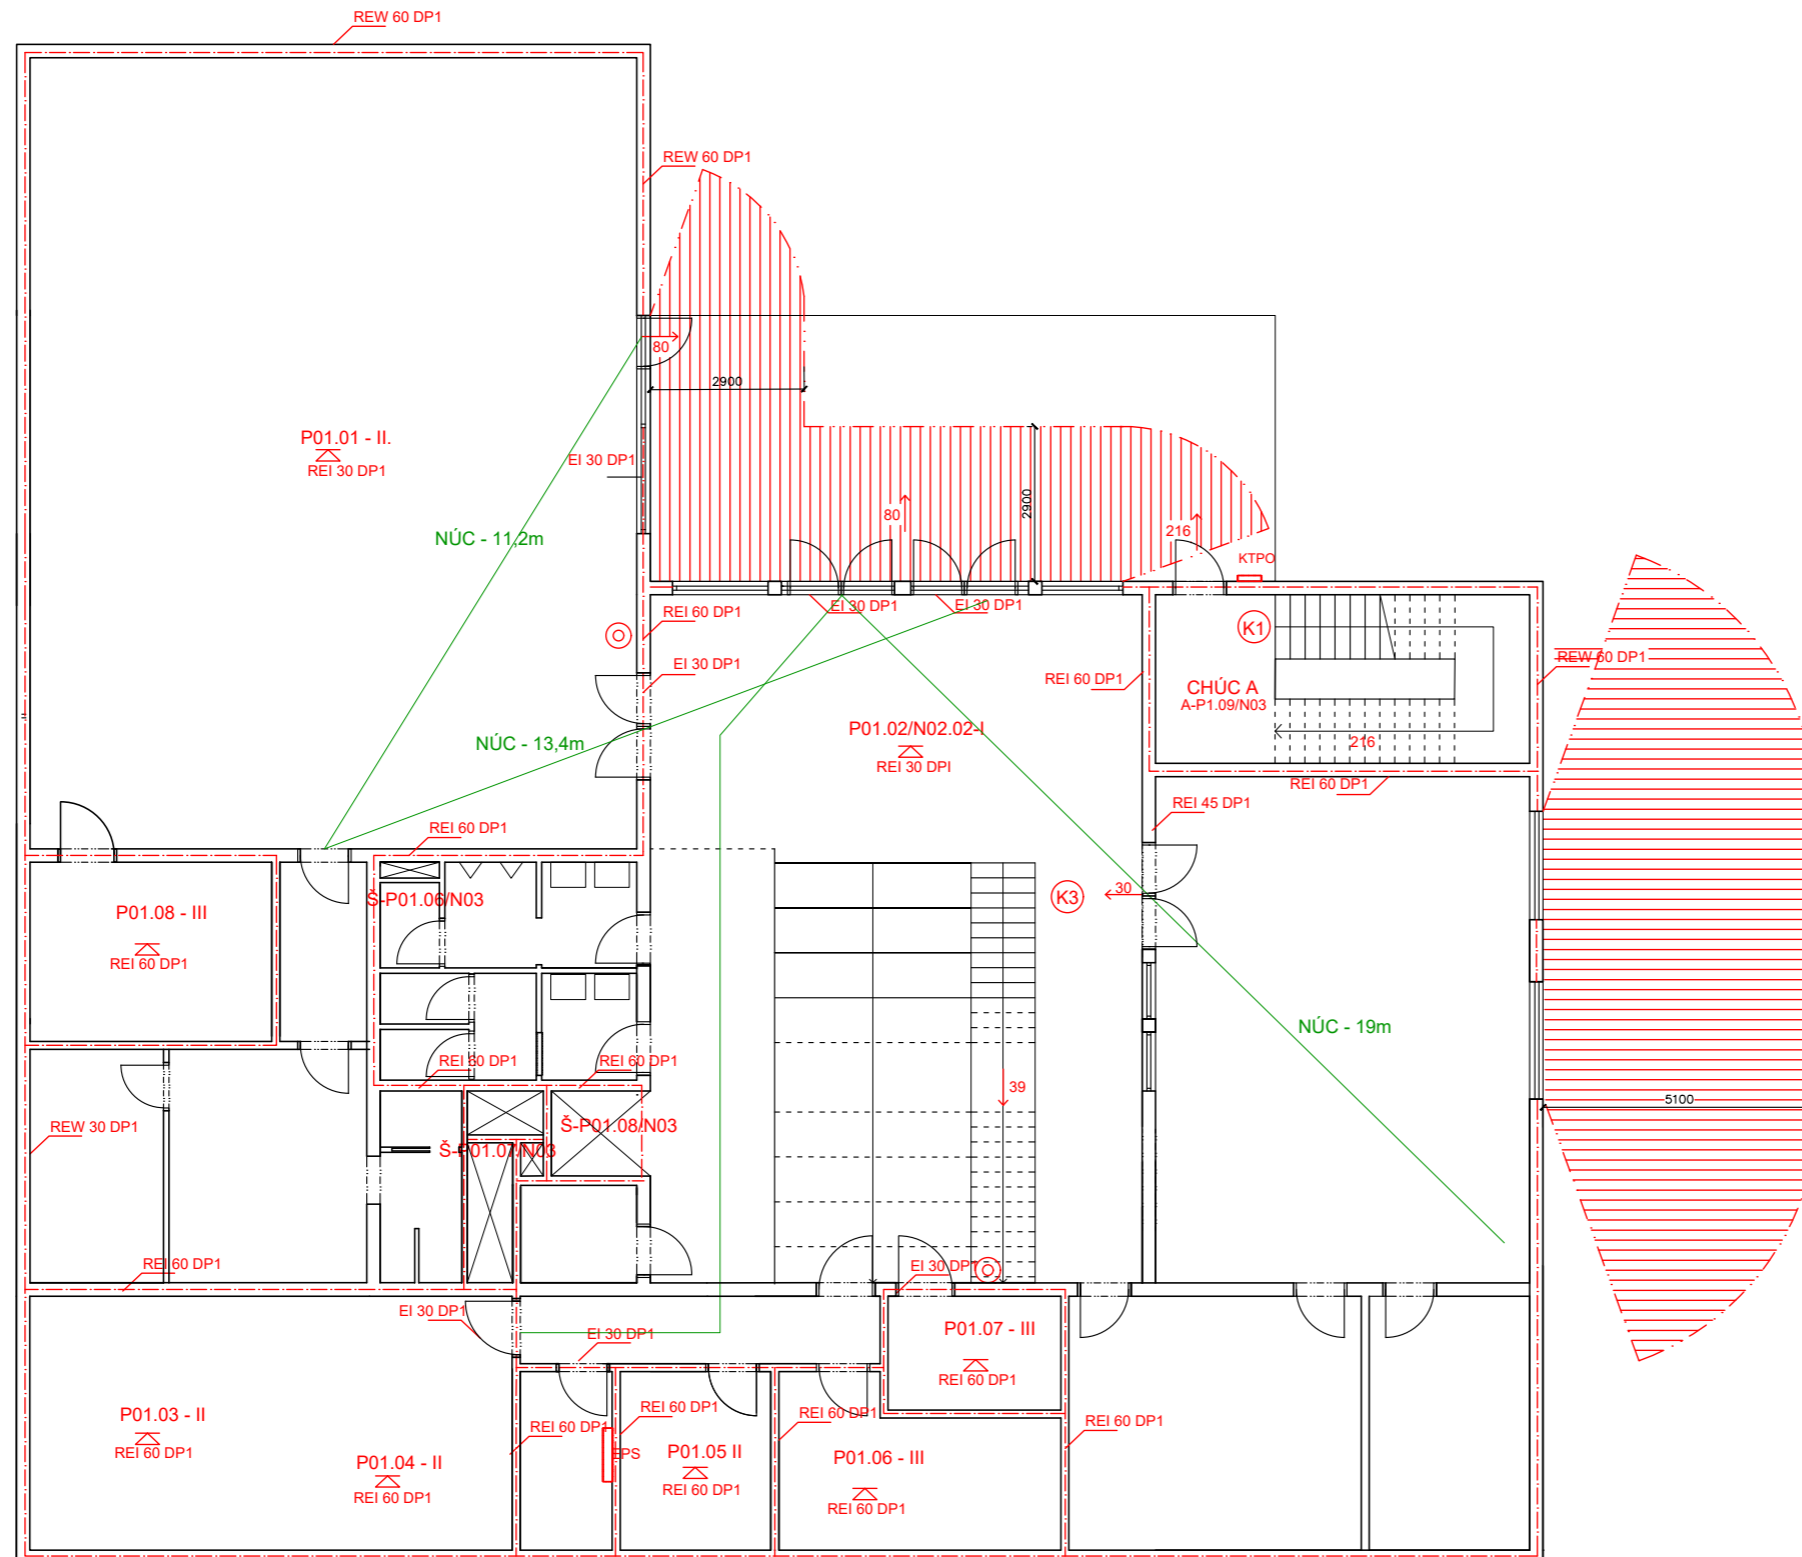 REW 60 DP1
REW 60 DP1
80
2900
P01.01 - II.
REI 30 DP1
EI 30 DP1
NÚC - 11,2m
80
2900
216
KTPO
EI 30 DP1
EI 30 DP1
REI 60 DP1
K1
EI 30 DP1
REW 60 DP1
REI 60 DP1
CHÚC A
A-P1.09/N03
NÚC - 13,4m
P01.02/N02.02-I
REI 30 DPI
216
REI 60 DP1
REI 45 DP1
REI 60 DP1
Š-P01.06/N03
K3
30
P01.08 - III
REI 60 DP1
NÚC - 19m
REI 60 DP1
REI 60 DP1
39
5100
REW 30 DP1
Š-P01.08/N03
Š-P01.07/N03
REI 60 DP1
EI 30 DP1
EI 30 DP1
EI 30 DP1
P01.07 - III
REI 60 DP1
P01.03 - II
REI 60 DP1
REI 60 DP1
REI 60 DP1
REI 60 DP1
REI 60 DP1
EPS
P01.04 - II
REI 60 DP1
P01.05 II
REI 60 DP1
P01.06 - III
REI 60 DP1